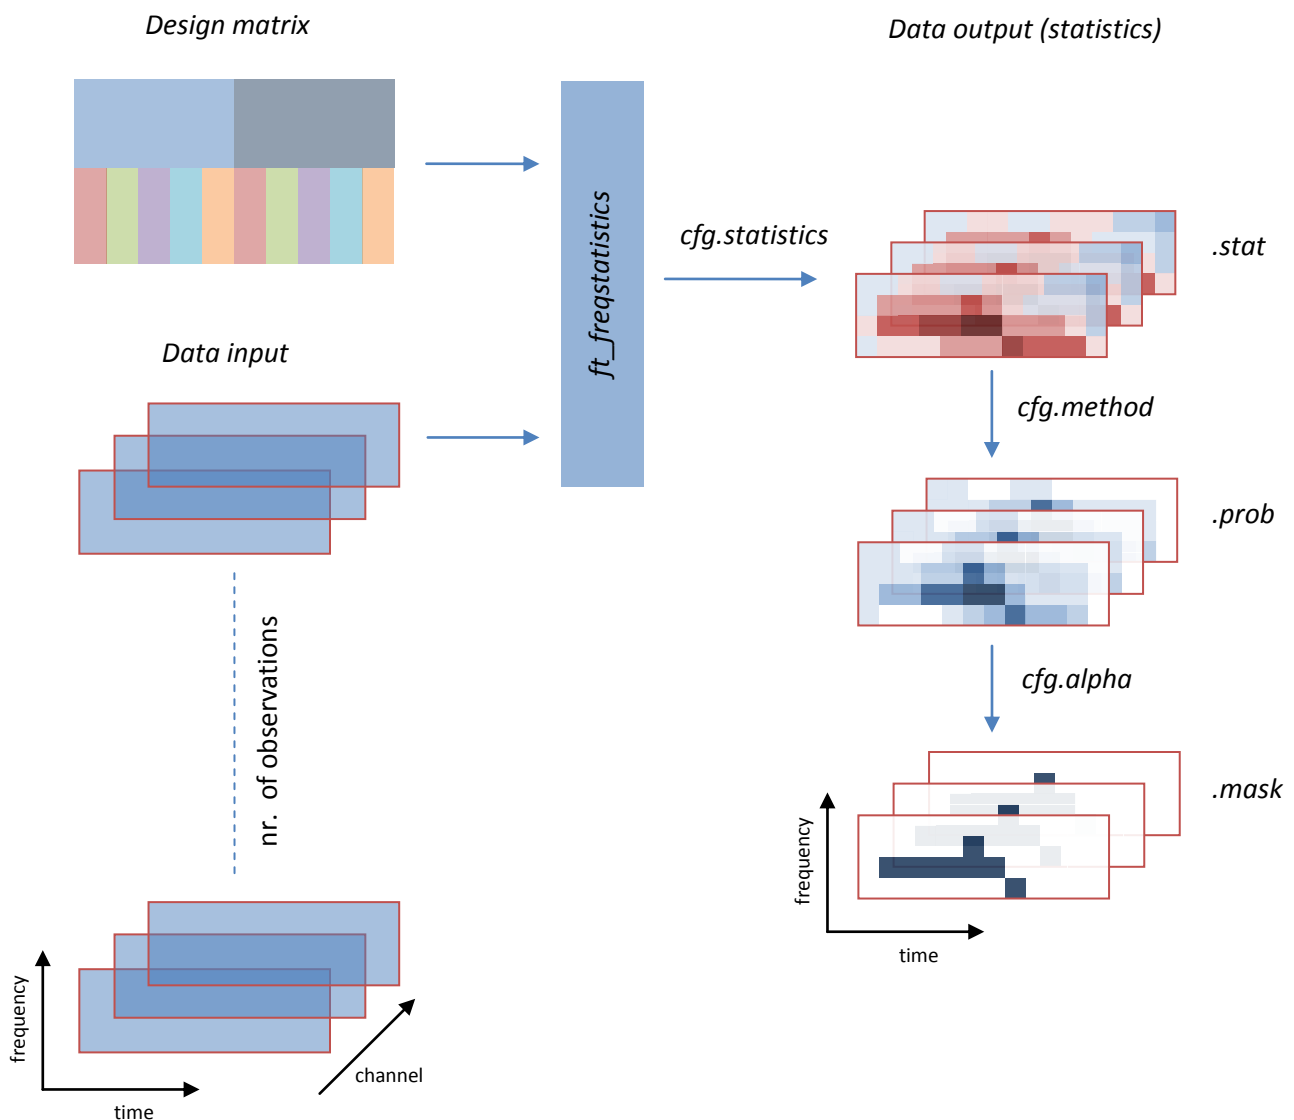 Design matrix
Data output (statistics)
ft_freqstatistics
cfg.statistics
.stat
Data input
cfg.method
.prob
cfg.alpha
nr. of observations
.mask
frequency
time
frequency
channel
time